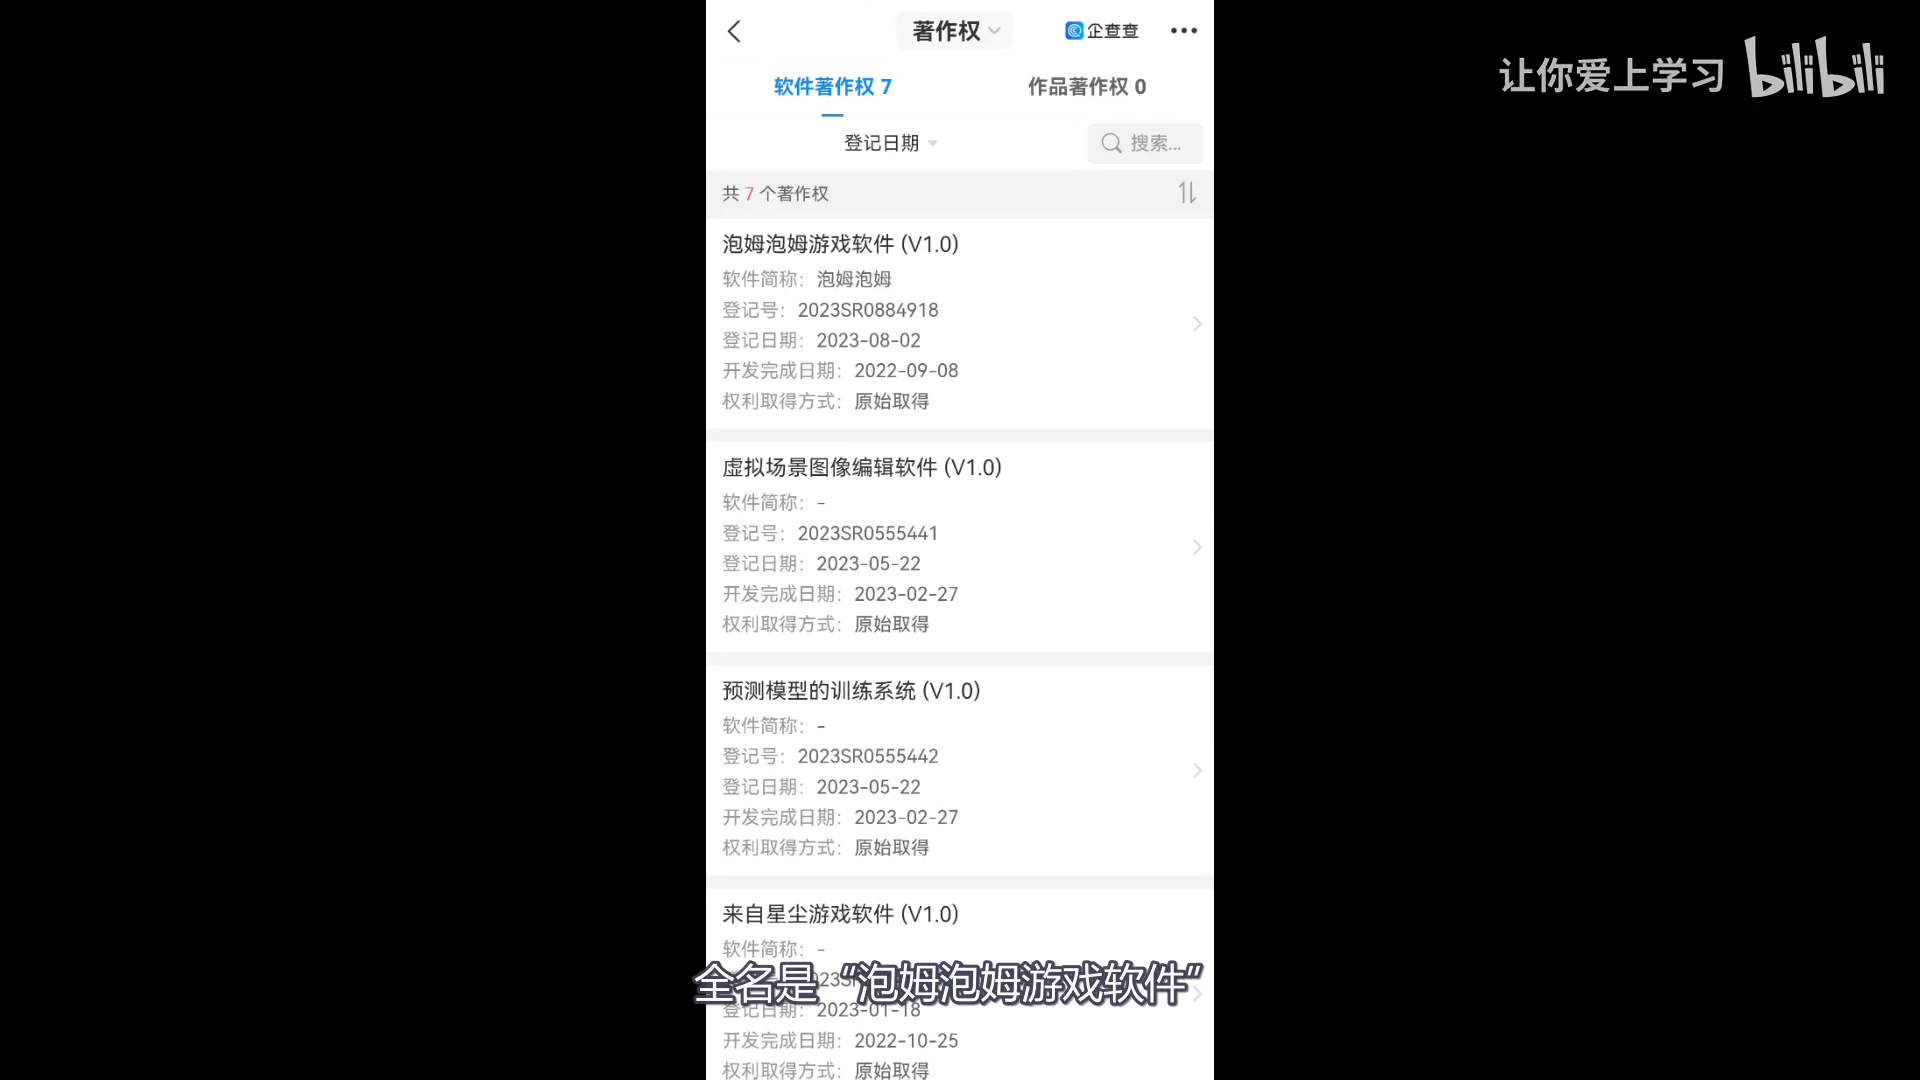 著作权
企查查
让你爱上学习 bilibili
软件著作权 7
作品著作权 0
登记日期
搜索...
共 7 个著作权
泡姆泡姆游戏软件 (V1.0)
软件简称： 泡姆泡姆
登记号： 2023SR0884918
登记日期： 2023-08-02
开发完成日期： 2022-09-08
权利取得方式： 原始取得
虚拟场景图像编辑软件 (V1.0)
软件简称： -
登记号： 2023SR0555441
登记日期： 2023-05-22
开发完成日期： 2023-02-27
权利取得方式： 原始取得
预测模型的训练系统 (V1.0)
软件简称： -
登记号： 2023SR0555442
登记日期： 2023-05-22
开发完成日期： 2023-02-27
权利取得方式： 原始取得
来自星尘游戏软件 (V1.0)
软件简称： -
全名是“泡姆泡姆游戏软件”
登记日期： 2023-01-18
开发完成日期： 2022-10-25
权利取得方式： 原始取得